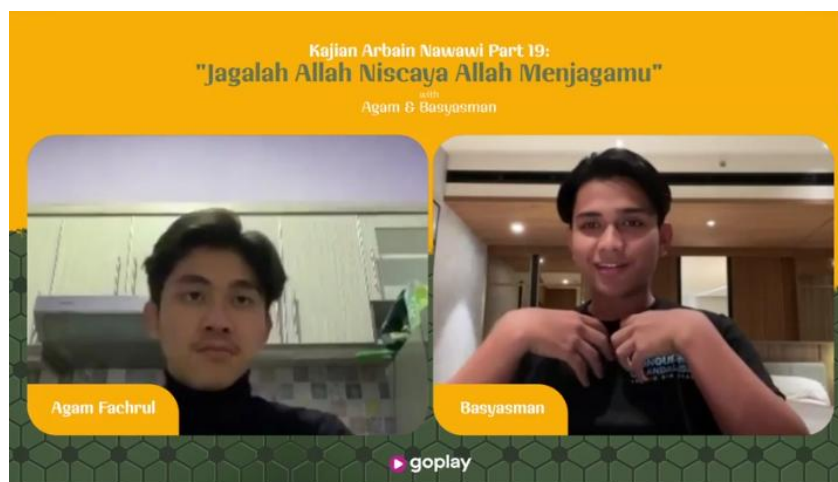 Kajian Arbain Nawawi Part 19:
"Jagalah Allah Niscaya Allah Menjagamu"
with
Agam & Basyasman
Agam Fachrul
Basyasman
goplay